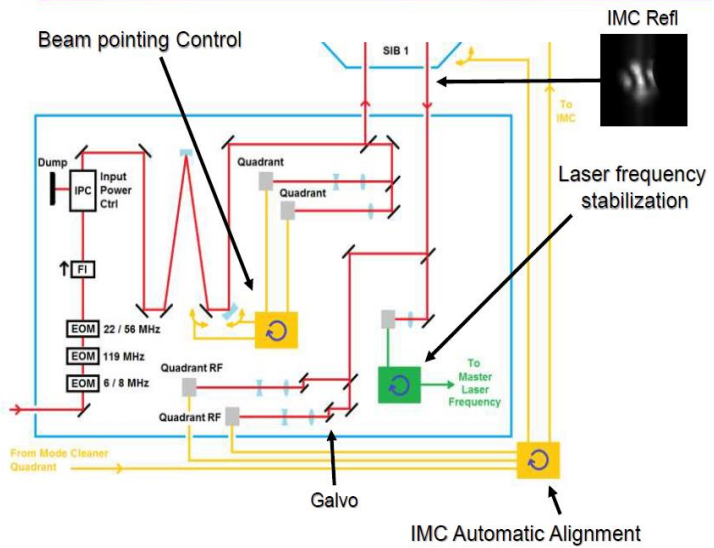 Beam pointing Control
IMC Refl
SIB 1
To
IMC
Dump
IPC
Input
Power
Ctrl
Quadrant
Quadrant
Laser frequency
stabilization
FI
EOM
22 / 56 MHz
EOM
119 MHz
EOM
6 / 8 MHz
Quadrant RF
Quadrant RF
To
Master
Laser
Frequency
From Mode Cleaner
Quadrant
Galvo
IMC Automatic Alignment